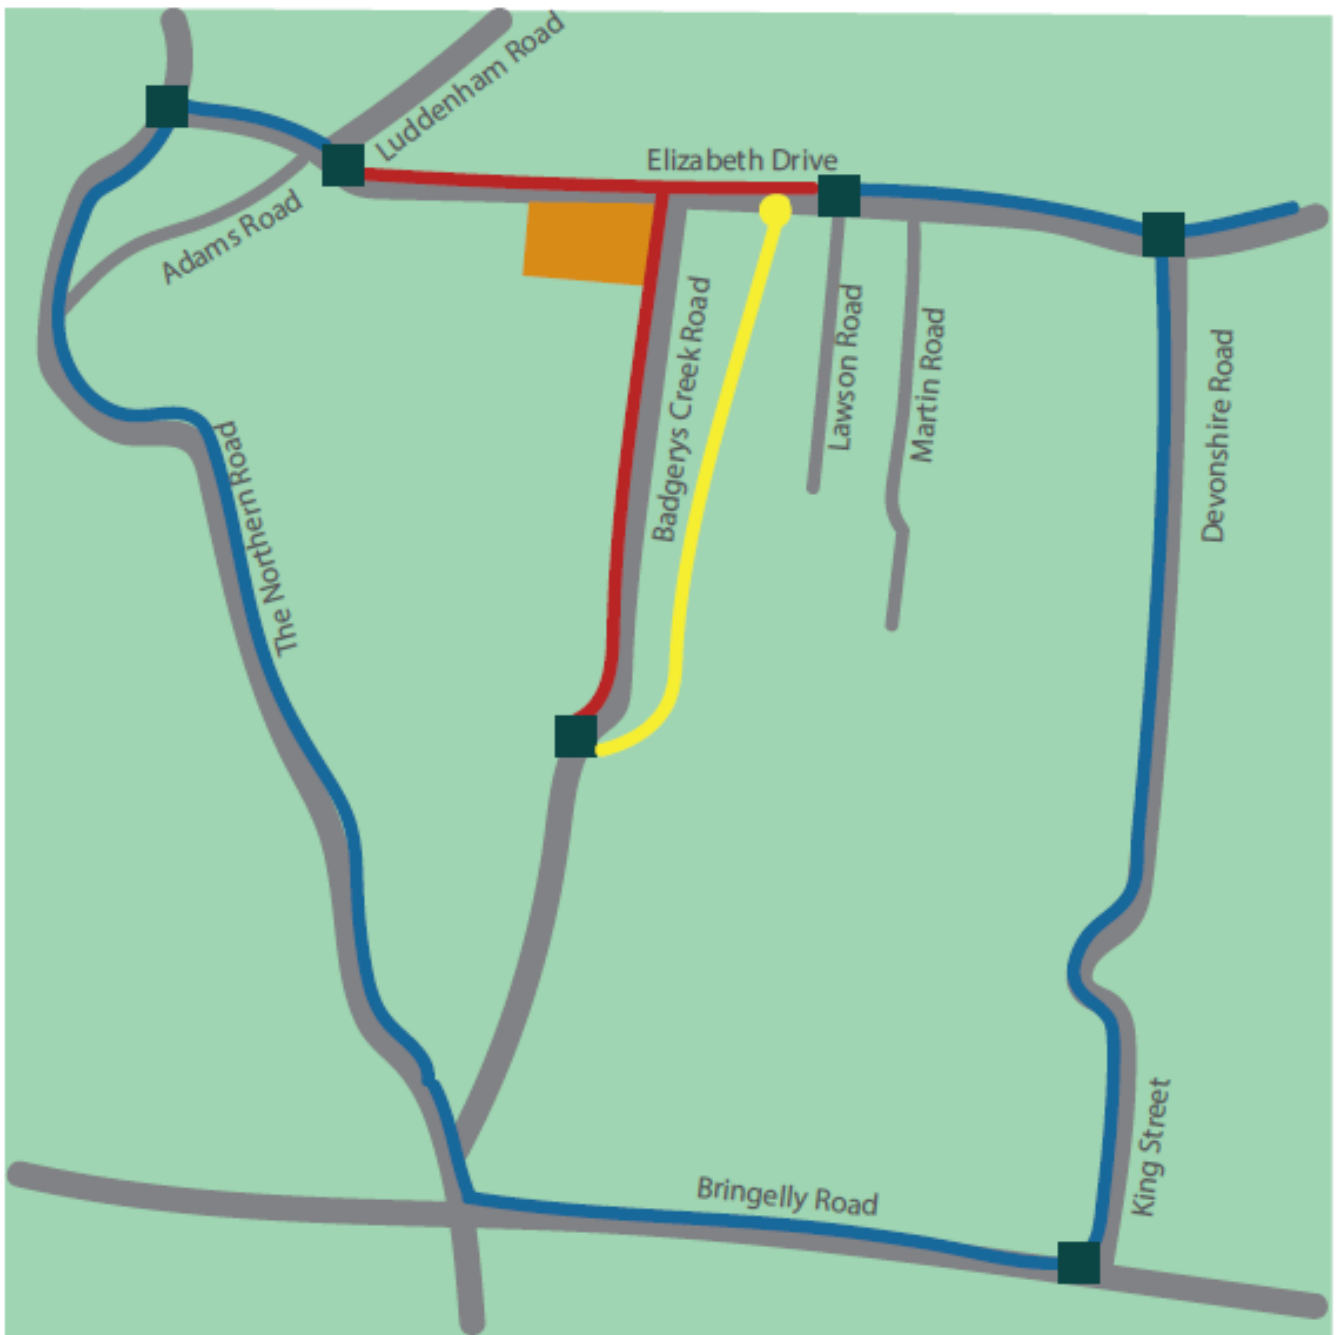 Luddenham Road
Elizabeth Drive
Adams Road
Badgerys Creek Road
Lawson Road
Martin Road
Devonshire Road
The Northern Road
King Street
Bringelly Road